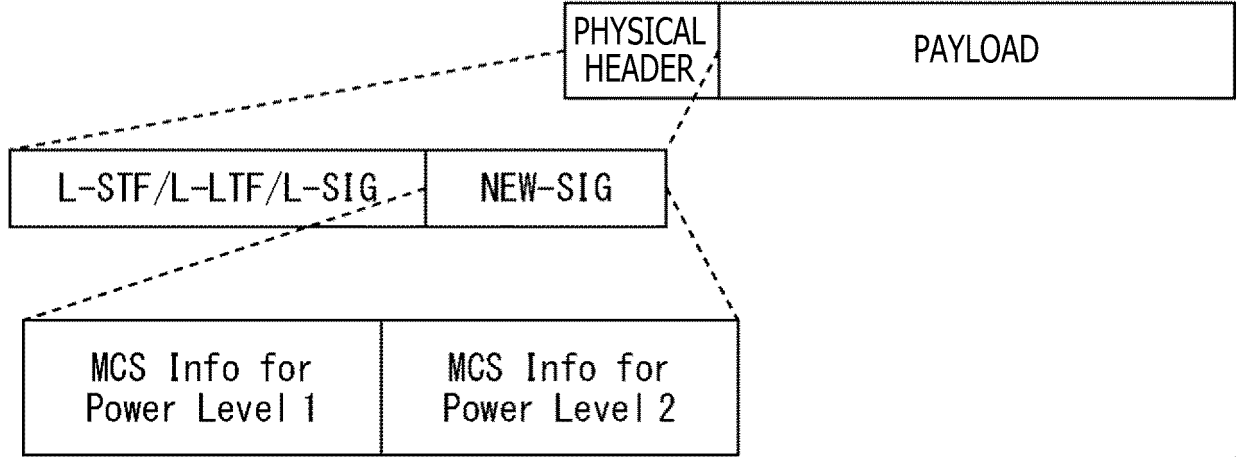 PHYSICAL
HEADER
PAYLOAD
L-STF/L-LTF/L-SIG
NEW-SIG
MCS Info for
Power Level 1
MCS Info for
Power Level 2